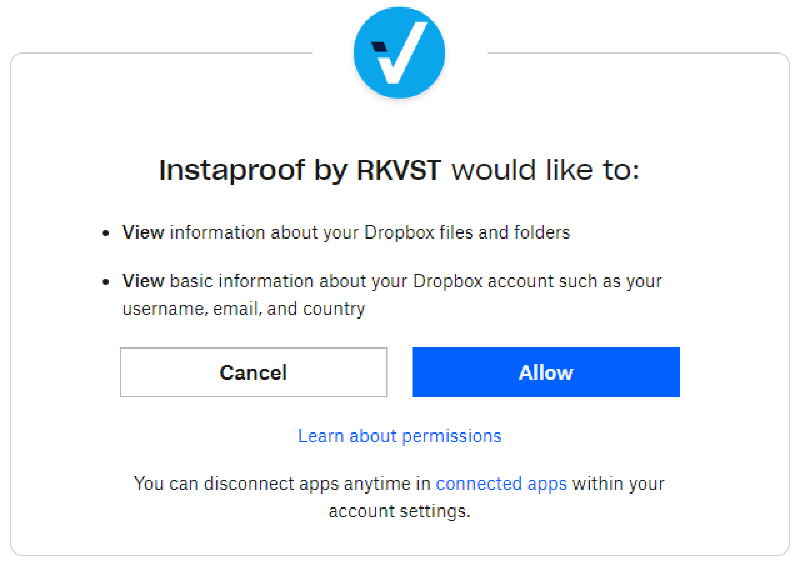 Instaproof by RKVST would like to:
• View information about your Dropbox files and folders
• View basic information about your Dropbox account such as your
username, email, and country
Cancel
Allow
Learn about permissions
You can disconnect apps anytime in connected apps within your
account settings.